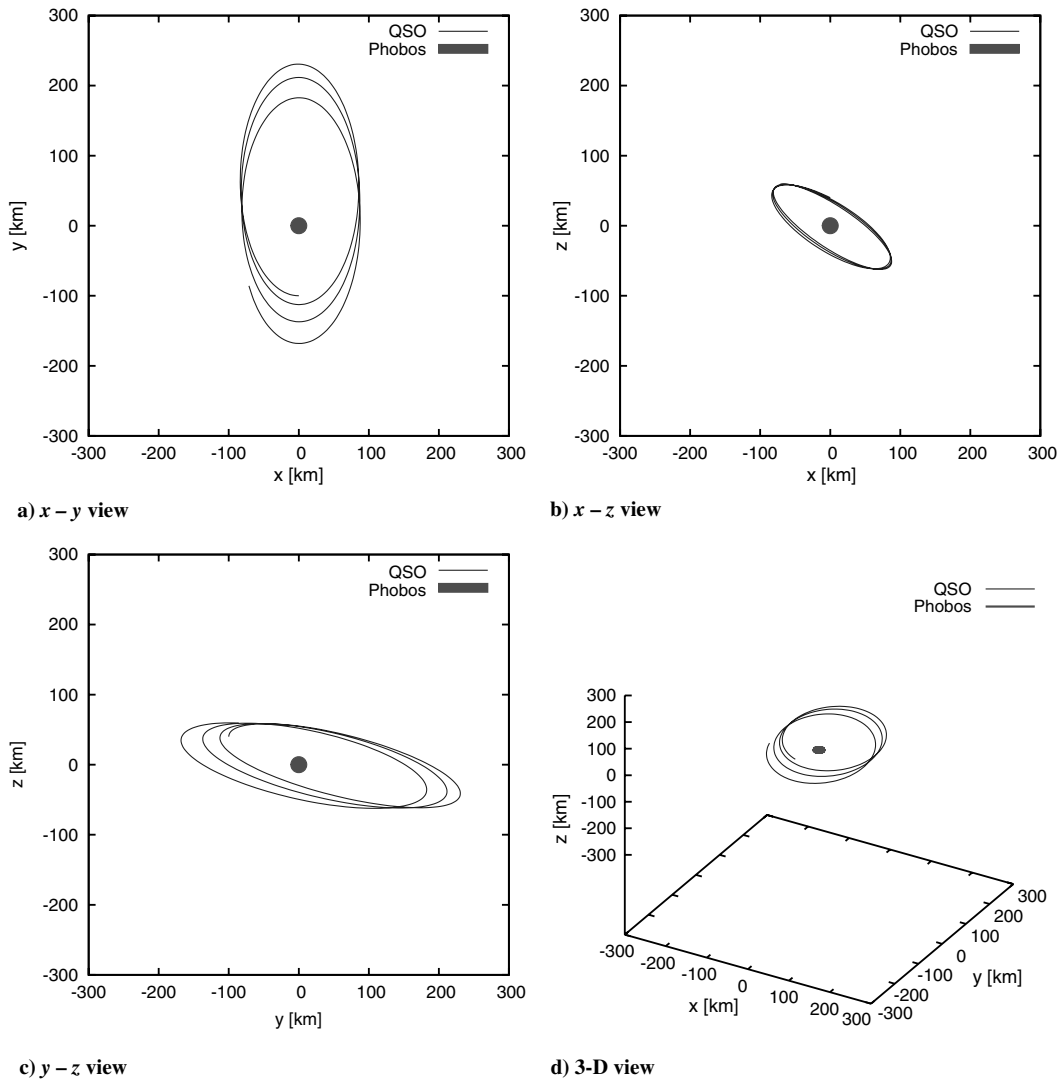 300
200
100
0
-100
-200
-300
y [km]
-300 -200 -100 0 100 200 300
x [km]
QSO
Phobos
a) x – y view
300
200
100
0
-100
-200
-300
z [km]
-300 -200 -100 0 100 200 300
x [km]
QSO
Phobos
b) x – z view
300
200
100
0
-100
-200
-300
z [km]
-300 -200 -100 0 100 200 300
y [km]
QSO
Phobos
c) y – z view
QSO
Phobos
300
200
100
0
-100
-200
-300
z [km]
-300 -200 -100 0 100 200 300
x [km]
-300 -200 -100 0 100 200 300
y [km]
d) 3-D view